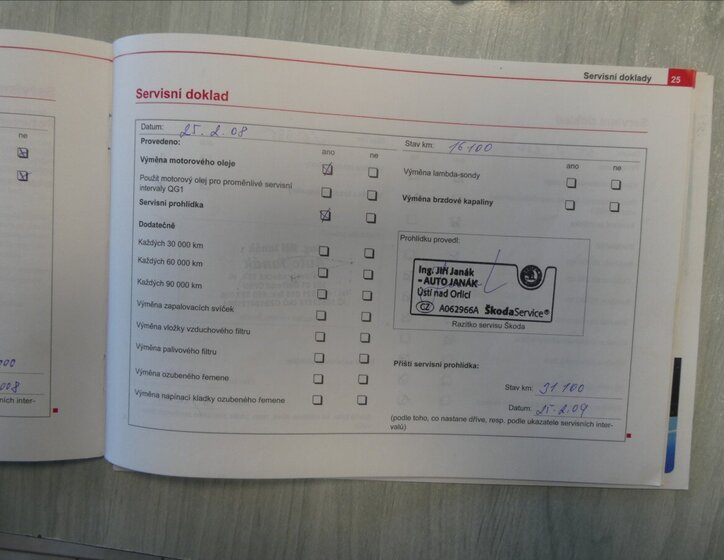 Servisní doklady 25
Servisní doklad
Datum: 25.2.08
Provedeno:
ano ne
Výměna motorového oleje
Použit motorový olej pro proměnlivé servisní
intervaly QG1
Servisní prohlídka
Dodatečně
Každých 30 000 km
Každých 60 000 km
Každých 90 000 km
Výměna zapalovacích svíček
Výměna vložky vzduchového filtru
Výměna palivového filtru
Výměna ozubeného řemene
Výměna napínací kladky ozubeného řemene
Stav km: 16 100
ano ne
Výměna lambda-sondy
Výměna brzdové kapaliny
Prohlídku provedl:
Ing. Jiří Janák
- AUTO JANÁK
Ústí nad Orlicí
CZ A062966A ŠkodaService®
Razítko servisu Škoda
Příští servisní prohlídka:
Stav km: 31 100
Datum: 25.2.09
(podle toho, co nastane dříve, resp. podle ukazatele servisních inter-
valů)
ne